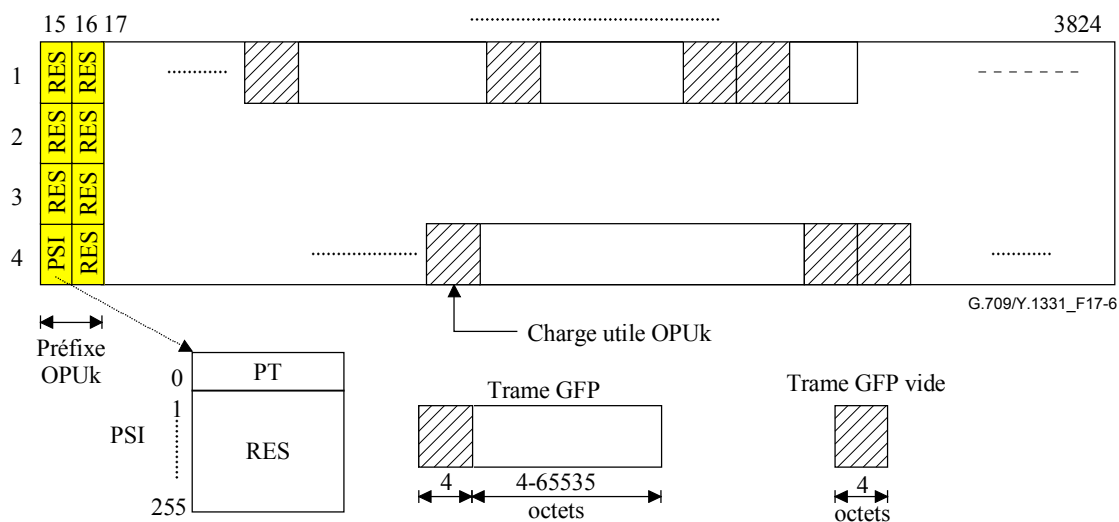 15 16 17 3824
1 RES RES
2 RES RES
3 RES RES
4 PSI RES
G.709/Y.1331_F17-6
Charge utile OPUk
Préfixe
OPUk
0 PT
1
PSI RES
255
Trame GFP
4 4-65535
octets
Trame GFP vide
4
octets